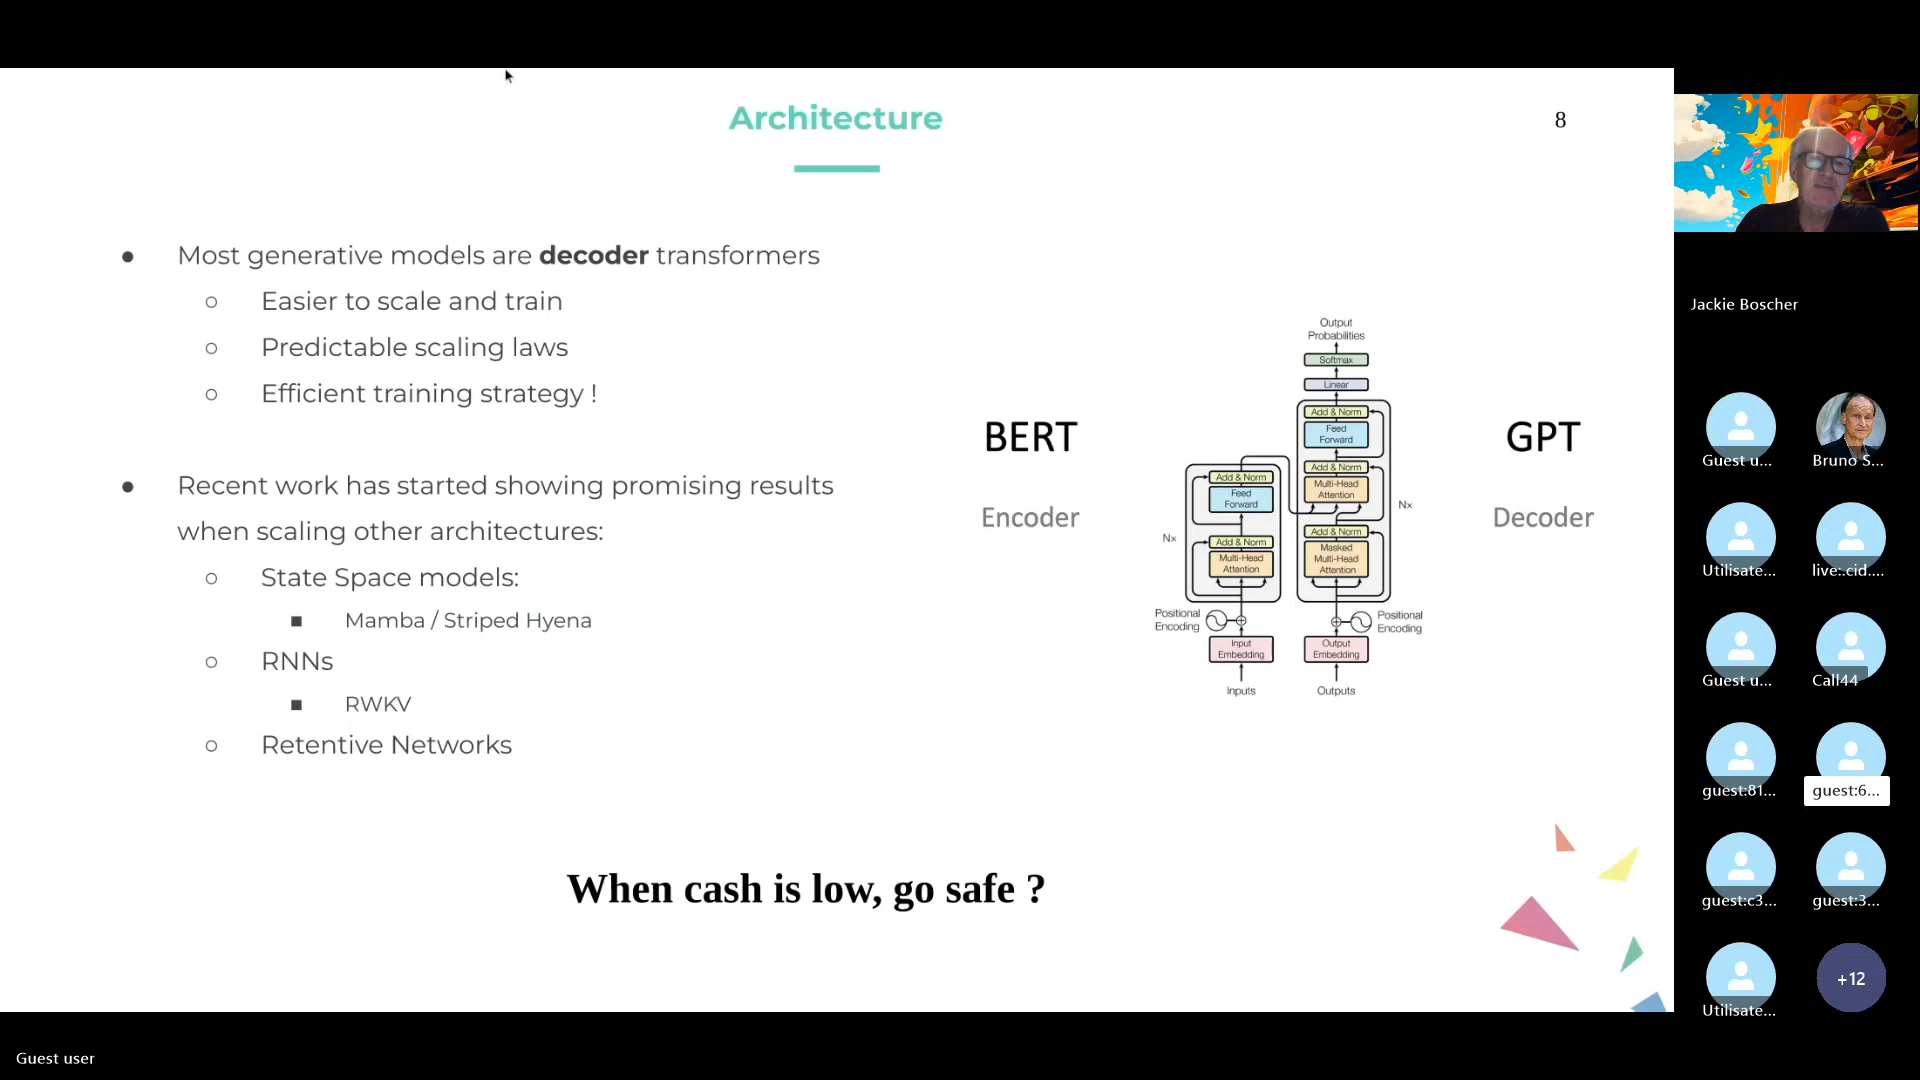 Architecture
8
● Most generative models are decoder transformers
○ Easier to scale and train
○ Predictable scaling laws
○ Efficient training strategy !
● Recent work has started showing promising results
when scaling other architectures:
○ State Space models:
■ Mamba / Striped Hyena
○ RNNs
■ RWKV
○ Retentive Networks
When cash is low, go safe ?
BERT
Encoder
GPT
Decoder
Output
Probabilities
Softmax
Linear
Add & Norm
Feed
Forward
Add & Norm
Multi-Head
Attention
Add & Norm
Masked
Multi-Head
Attention
Nx
Add & Norm
Feed
Forward
Nx
Add & Norm
Multi-Head
Attention
Positional
Encoding
Positional
Encoding
Input
Embedding
Output
Embedding
Inputs
Outputs
Jackie Boscher
Guest u...
Bruno S...
Utilisate...
live:.cid....
Guest u...
Call44
guest:81...
guest:6...
guest:c3...
guest:3...
Utilisate...
+12
Guest user